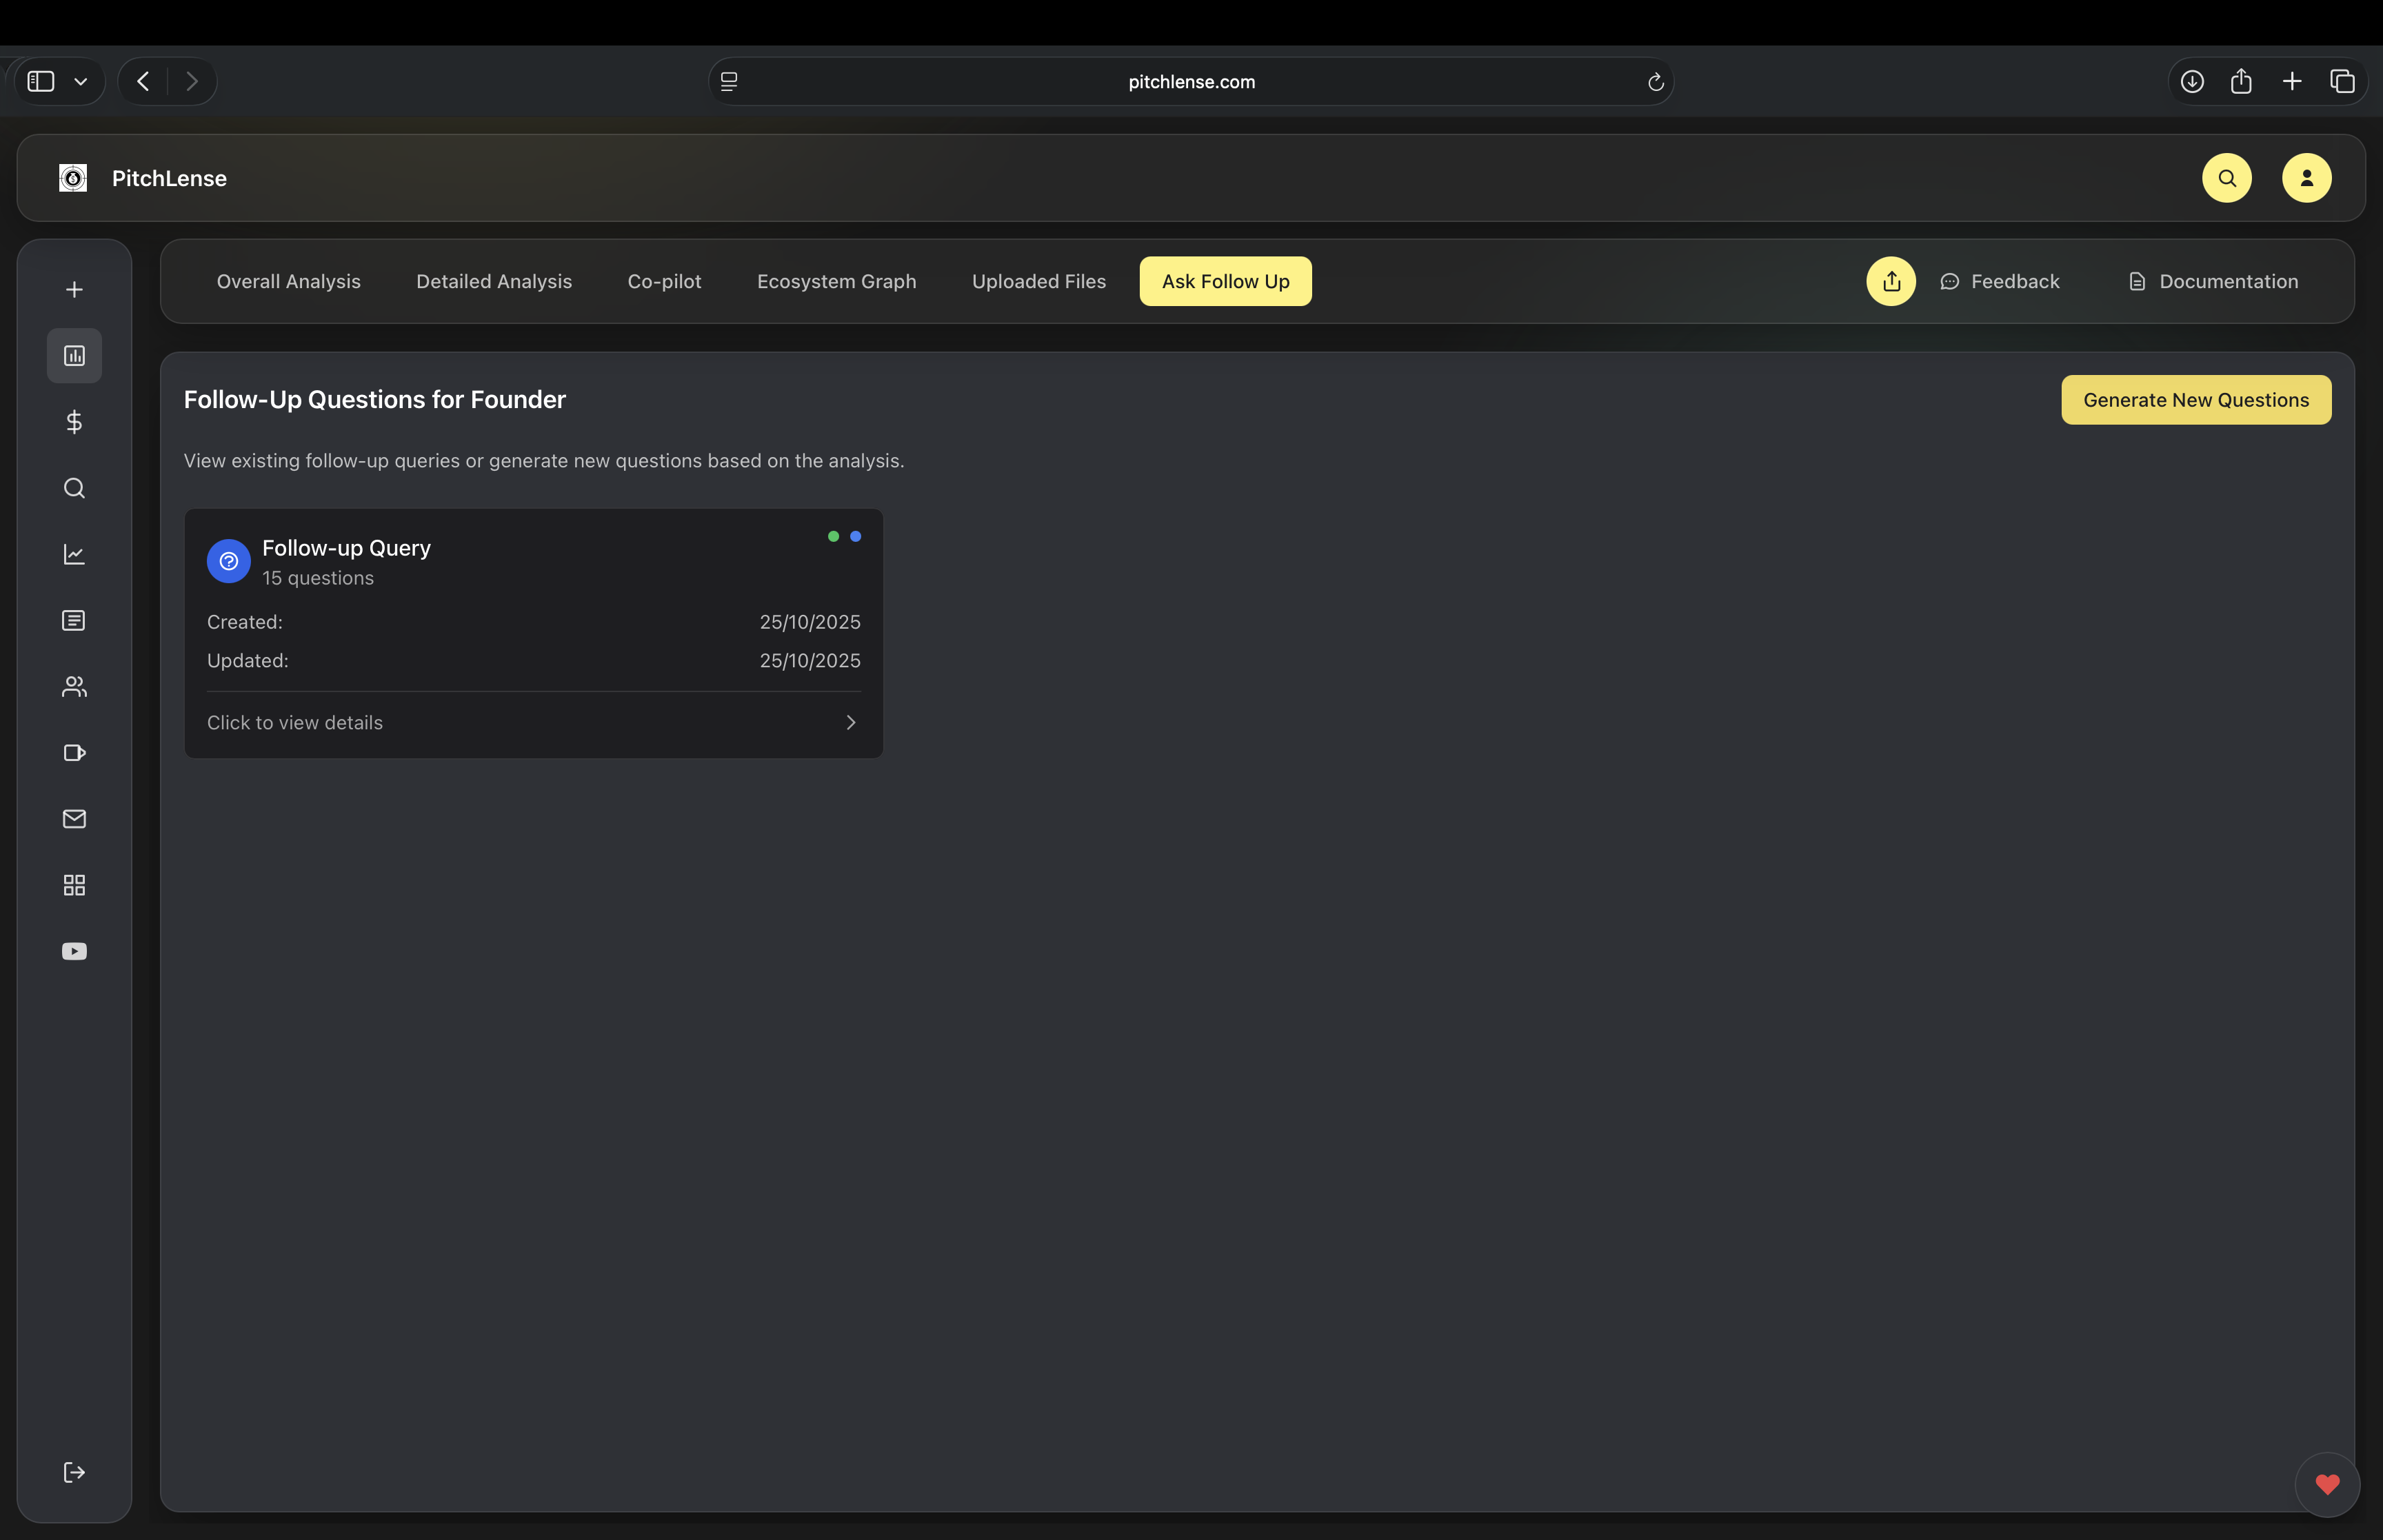 pitchlense.com
PitchLense
Overall Analysis
Detailed Analysis
Co-pilot
Ecosystem Graph
Uploaded Files
Ask Follow Up
Feedback
Documentation
Follow-Up Questions for Founder
Generate New Questions
View existing follow-up queries or generate new questions based on the analysis.
Follow-up Query
15 questions
Created: 25/10/2025
Updated: 25/10/2025
Click to view details